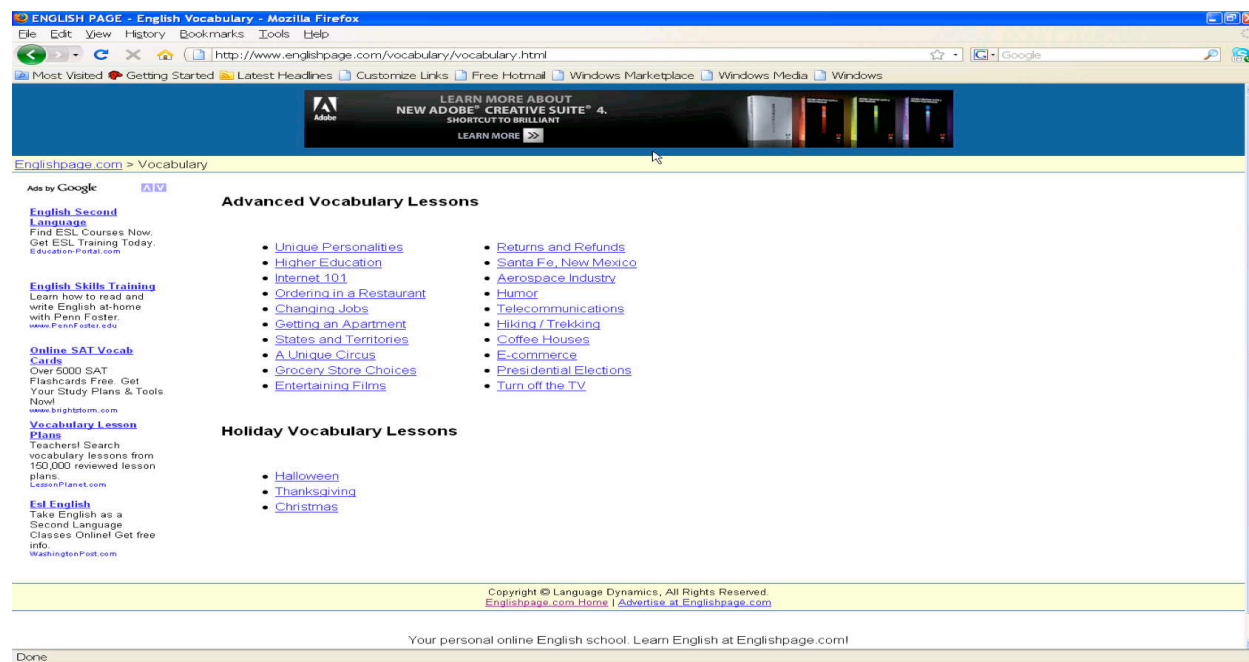 ENGLISH PAGE - English Vocabulary - Mozilla Firefox
File Edit View History Bookmarks Tools Help
http://www.englishpage.com/vocabulary/vocabulary.html
Google
Most Visited Getting Started Latest Headlines Customize Links Free Hotmail Windows Marketplace Windows Media Windows
Adobe
LEARN MORE ABOUT
NEW ADOBE® CREATIVE SUITE® 4.
SHORTCUT TO BRILLIANT
LEARN MORE >>
Englishpage.com > Vocabulary
Ads by Google
English Second
Language
Find ESL Courses Now.
Get ESL Training Today.
Education-Portal.com
English Skills Training
Learn how to read and
write English at-home
with Penn Foster.
www.PennFoster.edu
Online SAT Vocab
Cards
Over 5000 SAT
Flashcards Free. Get
Your Study Plans & Tools
Now!
www.brightstorm.com
Vocabulary Lesson
Plans
Teachers! Search
vocabulary lessons from
150,000 reviewed lesson
plans.
LessonPlanet.com
Esl English
Take English as a
Second Language
Classes Online! Get free
info.
WashingtonPost.com
Advanced Vocabulary Lessons
Unique Personalities
Higher Education
Internet 101
Ordering in a Restaurant
Changing Jobs
Getting an Apartment
States and Territories
A Unique Circus
Grocery Store Choices
Entertaining Films
Returns and Refunds
Santa Fe, New Mexico
Aerospace Industry
Humor
Telecommunications
Hiking / Trekking
Coffee Houses
E-commerce
Presidential Elections
Turn off the TV
Holiday Vocabulary Lessons
Halloween
Thanksgiving
Christmas
Copyright © Language Dynamics, All Rights Reserved.
Englishpage.com Home | Advertise at Englishpage.com
Your personal online English school. Learn English at Englishpage.com!
Done